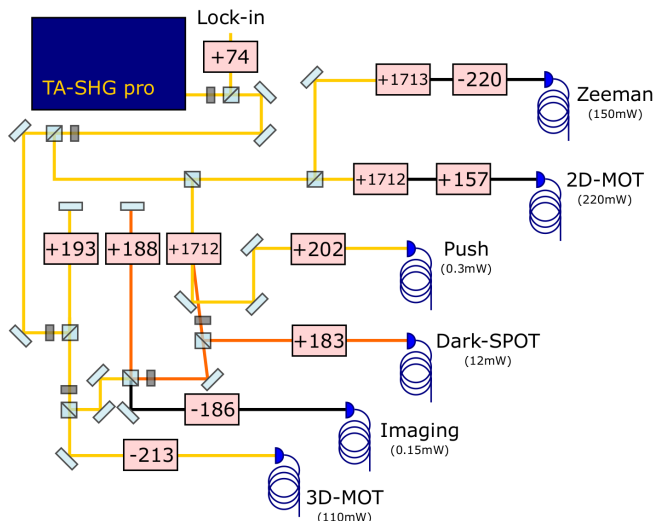 Lock-in
+74
TA-SHG pro
+1713
-220
Zeeman
(150mW)
+1712
+157
2D-MOT
(220mW)
+193
+188
+1712
+202
Push
(0.3mW)
+183
Dark-SPOT
(12mW)
-186
Imaging
(0.15mW)
-213
3D-MOT
(110mW)